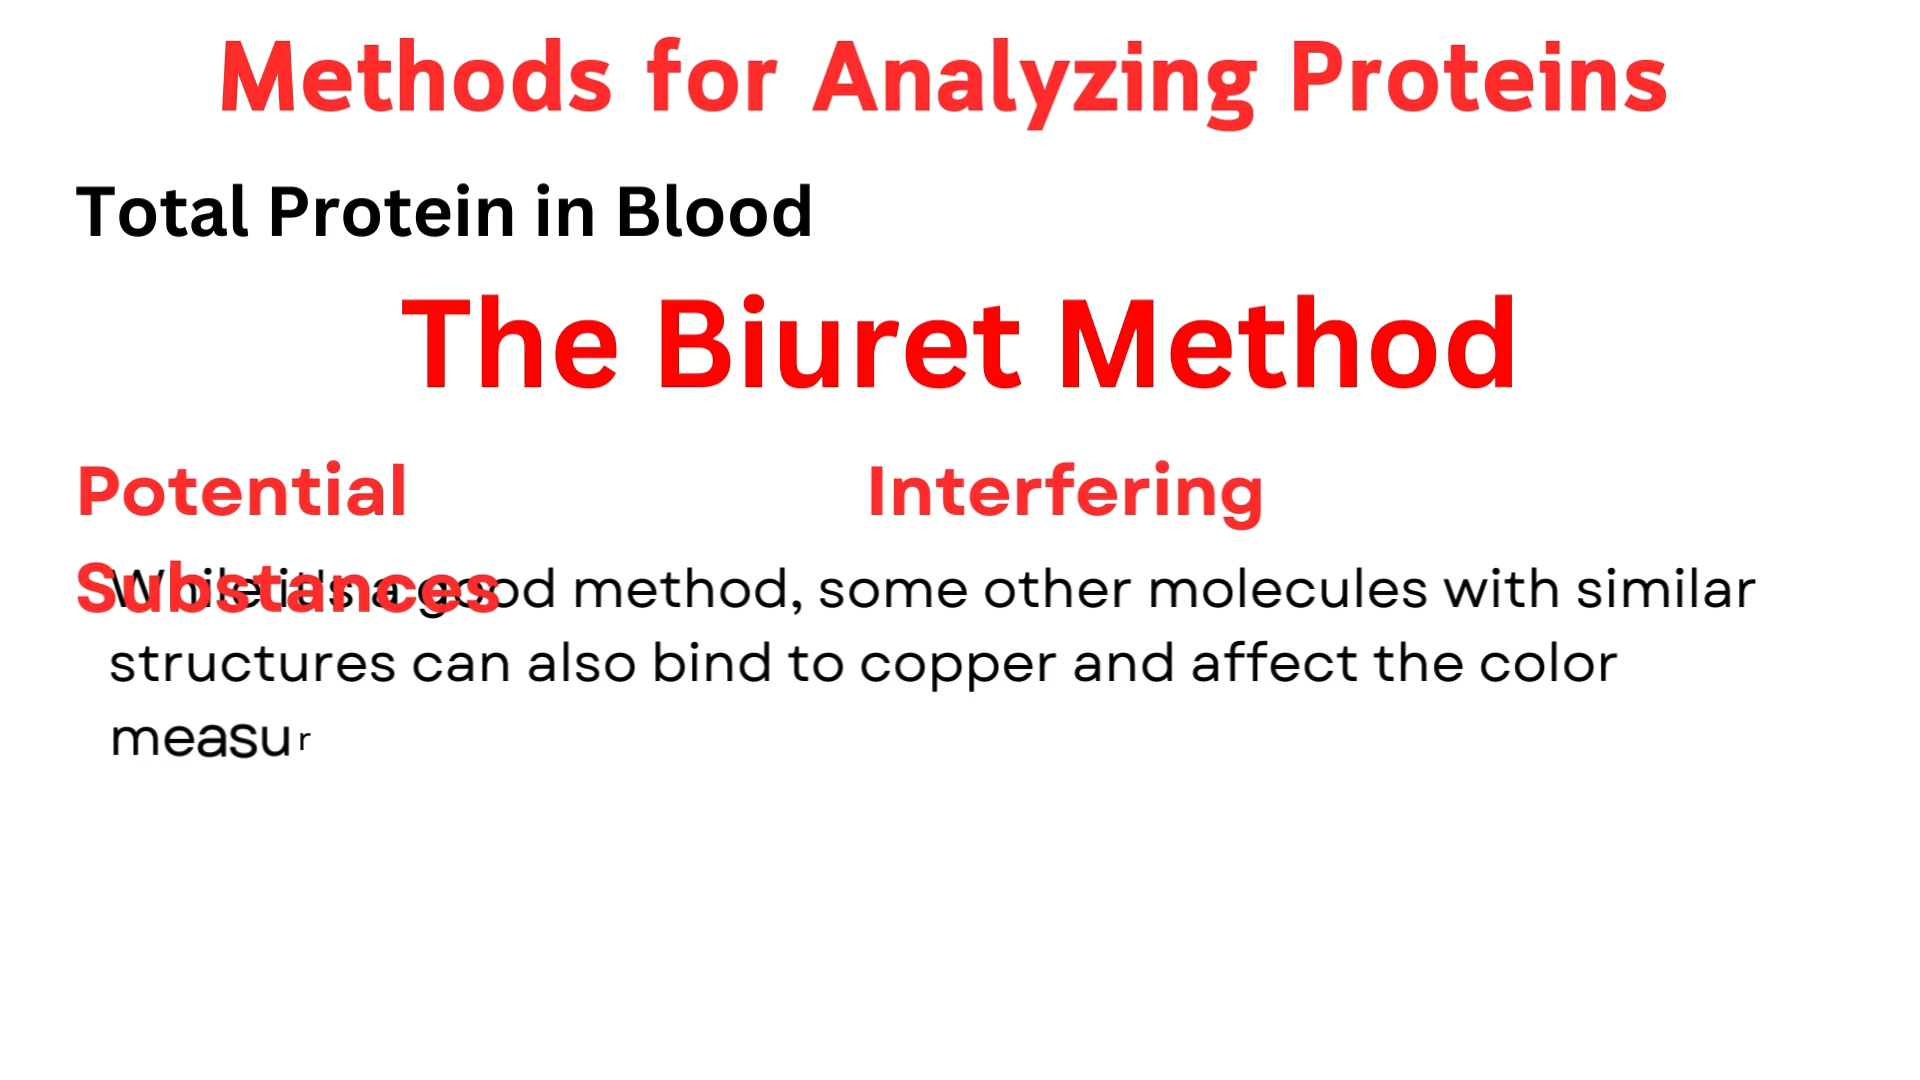 Methods for Analyzing Proteins
Total Protein in Blood
The Biuret Method
Potential Interfering
Substances
While it's a good method, some other molecules with similar
structures can also bind to copper and affect the color
measur